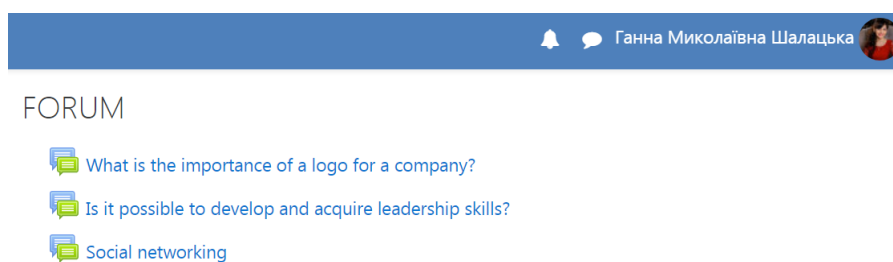 Ганна Миколаївна Шалацька
FORUM
What is the importance of a logo for a company?
Is it possible to develop and acquire leadership skills?
Social networking